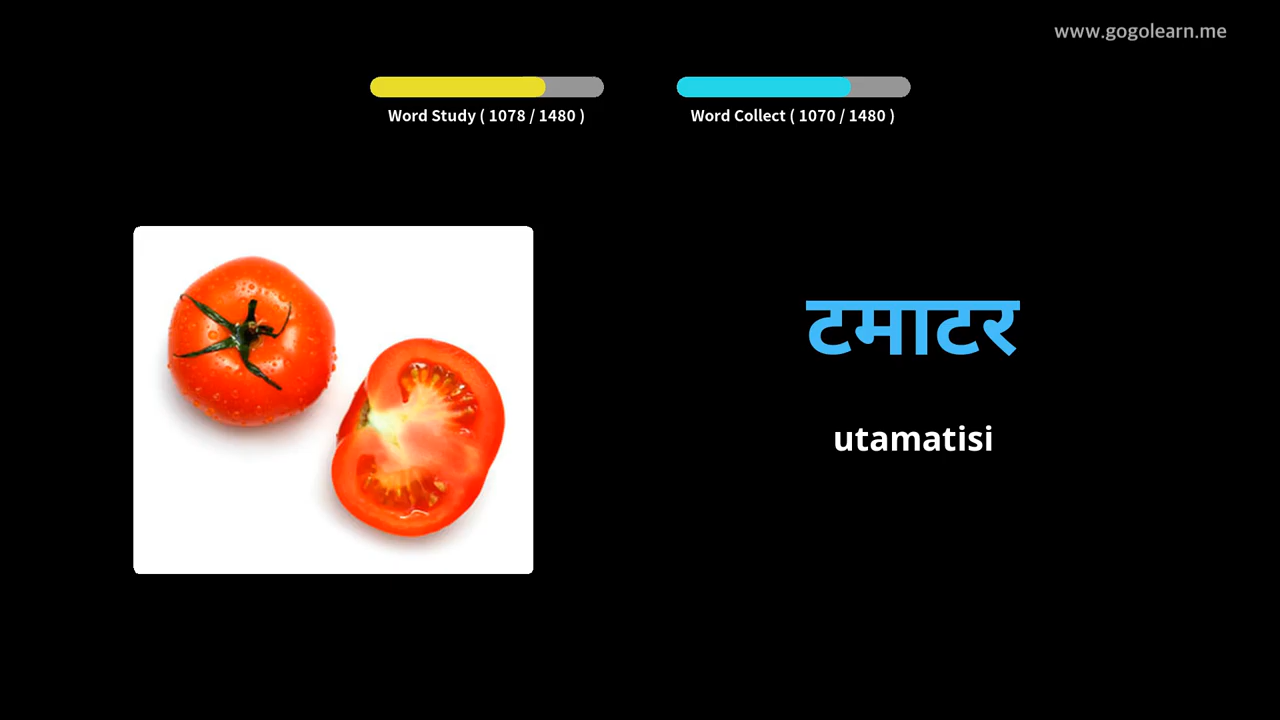 www.gogolearn.me
Word Study ( 1078 / 1480 )
Word Collect ( 1070 / 1480 )
टमाटर
utamatisi